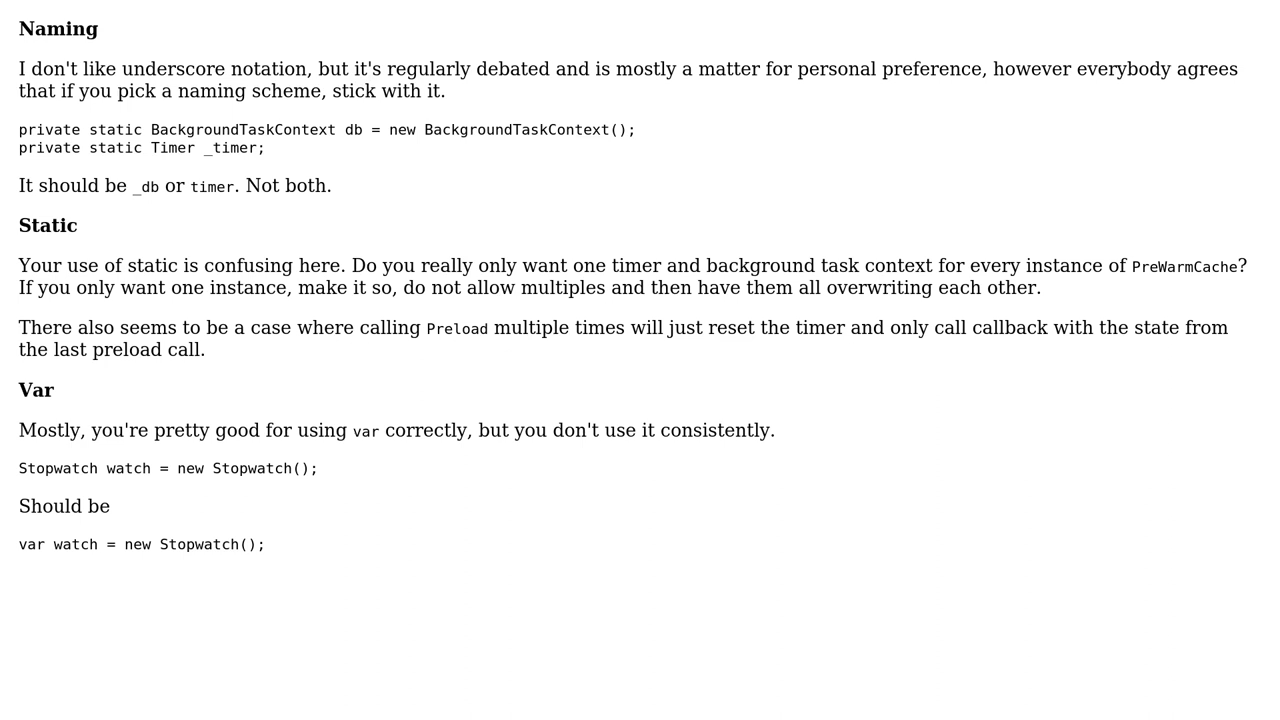 Naming
I don't like underscore notation, but it's regularly debated and is mostly a matter for personal preference, however everybody agrees
that if you pick a naming scheme, stick with it.
private static BackgroundTaskContext db = new BackgroundTaskContext();
private static Timer _timer;
It should be _db or timer. Not both.
Static
Your use of static is confusing here. Do you really only want one timer and background task context for every instance of PreWarmCache?
If you only want one instance, make it so, do not allow multiples and then have them all overwriting each other.
There also seems to be a case where calling Preload multiple times will just reset the timer and only call callback with the state from
the last preload call.
Var
Mostly, you're pretty good for using var correctly, but you don't use it consistently.
Stopwatch watch = new Stopwatch();
Should be
var watch = new Stopwatch();